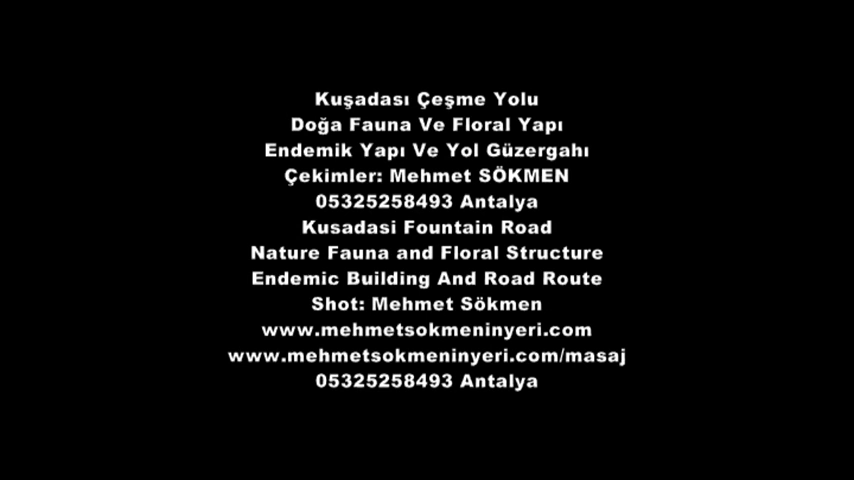 Kuşadası Çeşme Yolu
Doğa Fauna Ve Floral Yapı
Endemik Yapı Ve Yol Güzergahı
Çekimler: Mehmet SÖKMEN
05325258493 Antalya
Kusadasi Fountain Road
Nature Fauna and Floral Structure
Endemic Building And Road Route
Shot: Mehmet Sökmen
www.mehmetsokmeninyeri.com
www.mehmetsokmeninyeri.com/masaj
05325258493 Antalya